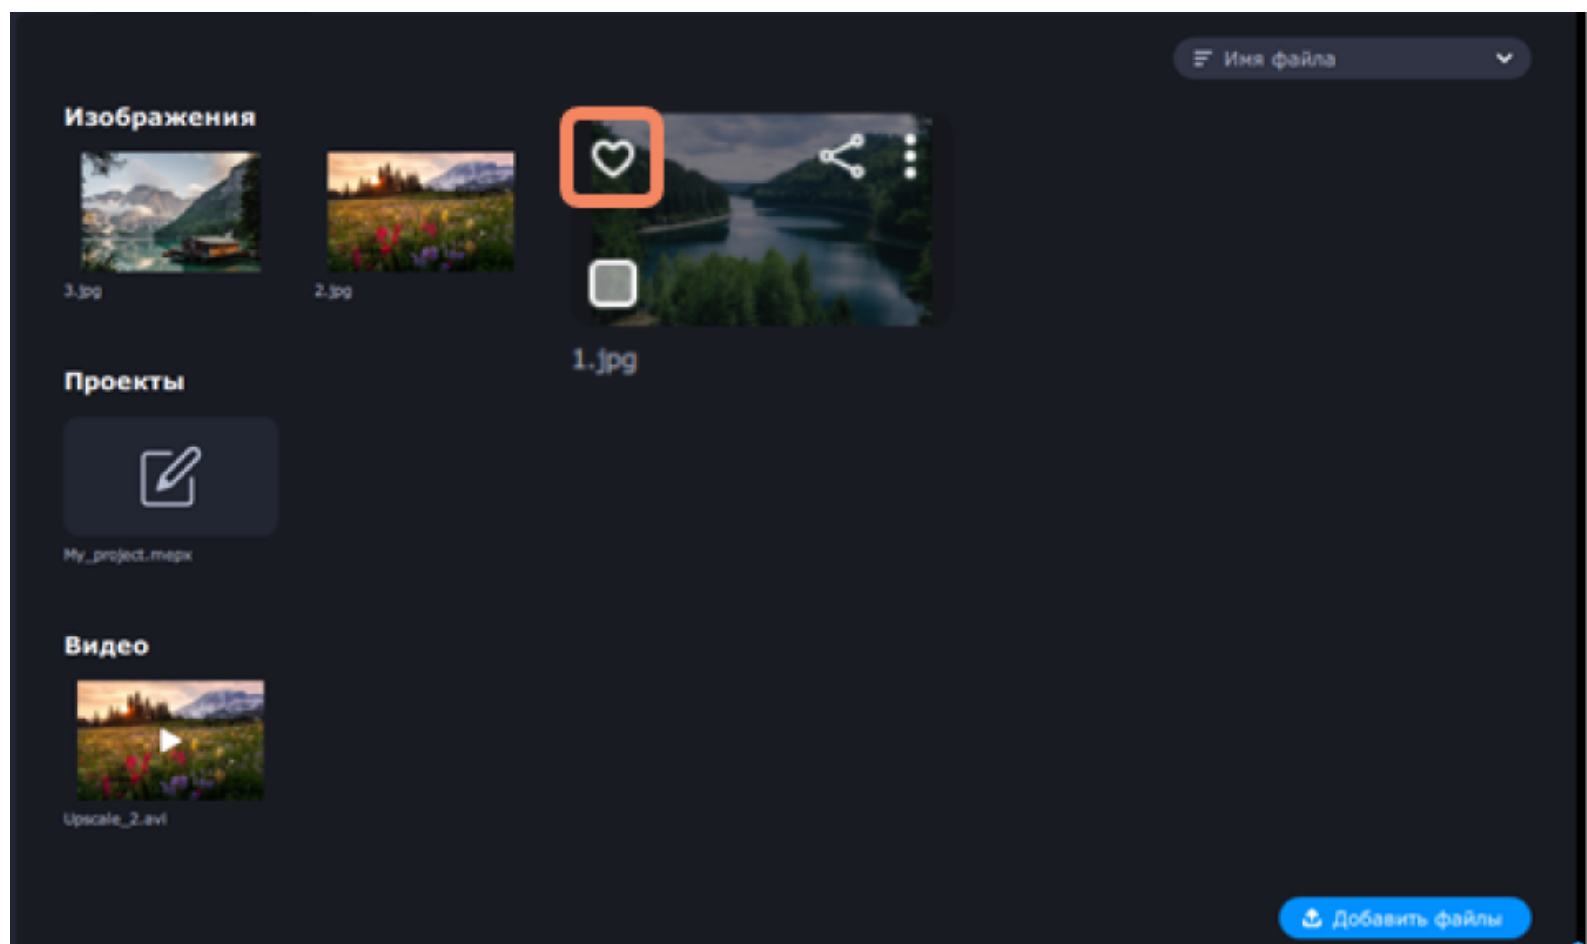 Имя файла
Изображения
3.jpg
2.jpg
1.jpg
Проекты
My_project.mepx
Видео
Upscale_2.avi
Добавить файлы